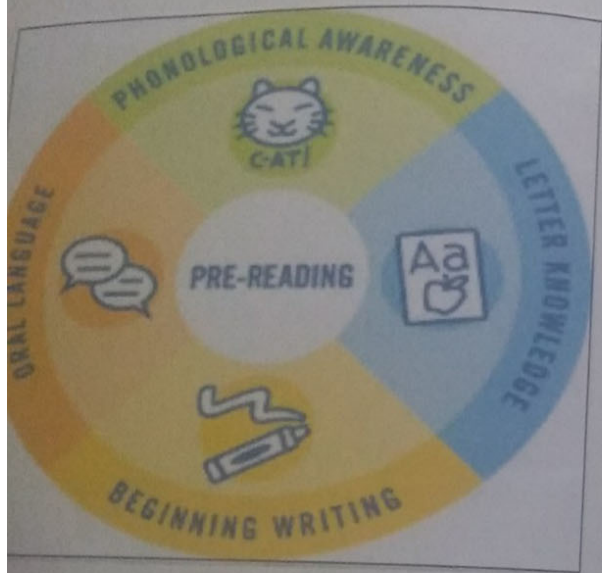 PHONOLOGICAL AWARENESS
C-AT!
LETTER KNOWLEDGE
Aa
PRE-READING
ORAL LANGUAGE
BEGINNING WRITING